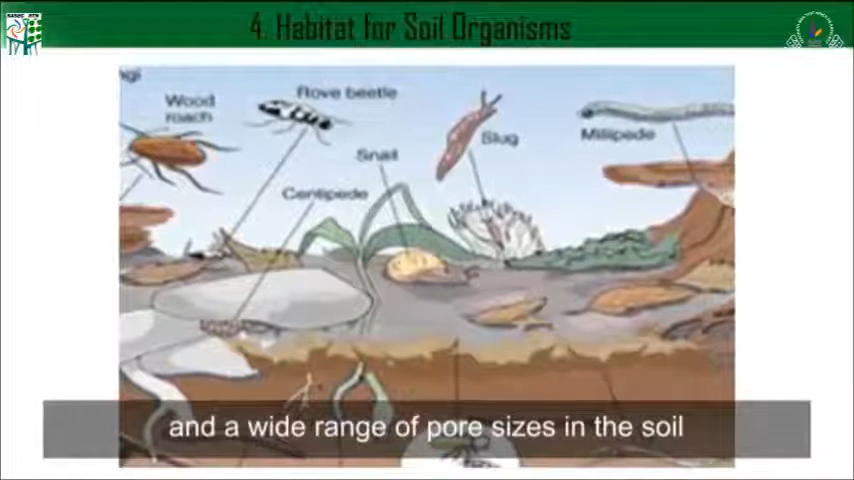 4. Habitat for Soil Organisms
ngi
Wood
roach
Rove beetle
Snail
Slug
Millipede
Centipede
and a wide range of pore sizes in the soil